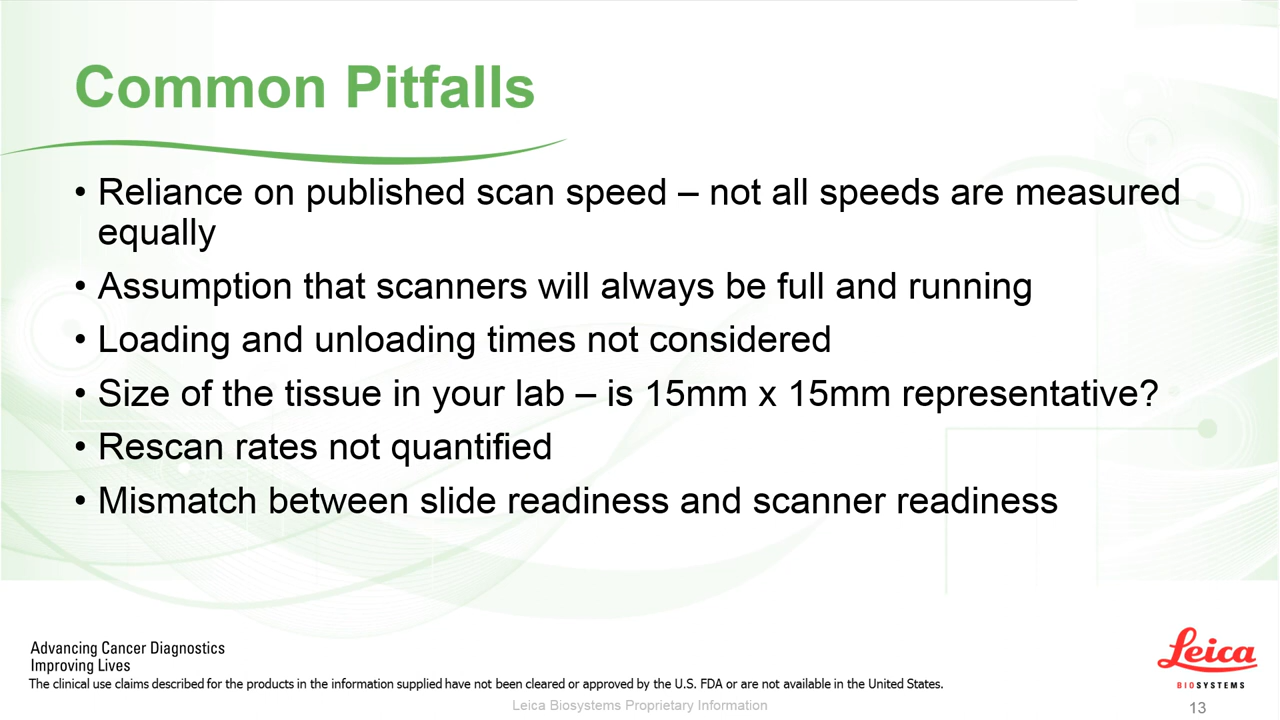 Common Pitfalls
• Reliance on published scan speed – not all speeds are measured
equally
• Assumption that scanners will always be full and running
• Loading and unloading times not considered
• Size of the tissue in your lab – is 15mm x 15mm representative?
• Rescan rates not quantified
• Mismatch between slide readiness and scanner readiness
Advancing Cancer Diagnostics
Improving Lives
The clinical use claims described for the products in the information supplied have not been cleared or approved by the U.S. FDA or are not available in the United States.
Leica Biosystems Proprietary Information
Leica
BIOSYSTEMS
13